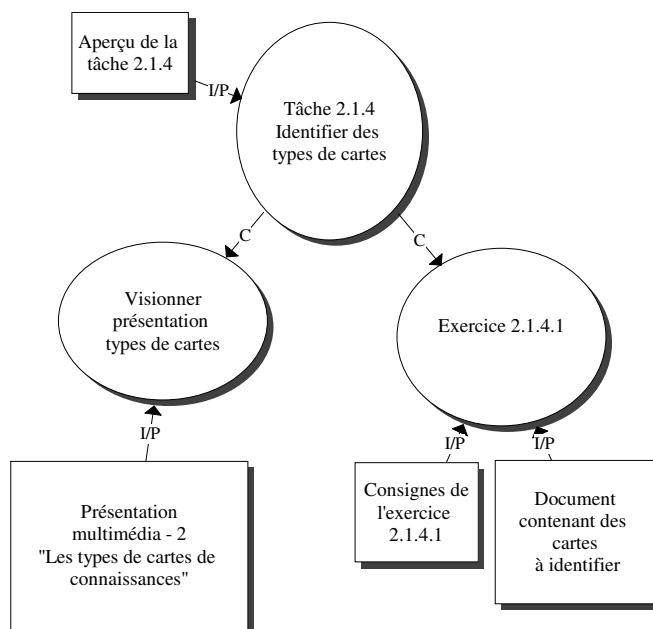 Aperçu de la
tâche 2.1.4
I/P
Tâche 2.1.4
Identifier des
types de cartes
C
C
Visionner
présentation
types de cartes
Exercice 2.1.4.1
I/P
I/P
I/P
Présentation
multimédia - 2
"Les types de cartes de
connaissances"
Consignes de
l'exercice
2.1.4.1
Document
contenant des
cartes
à identifier